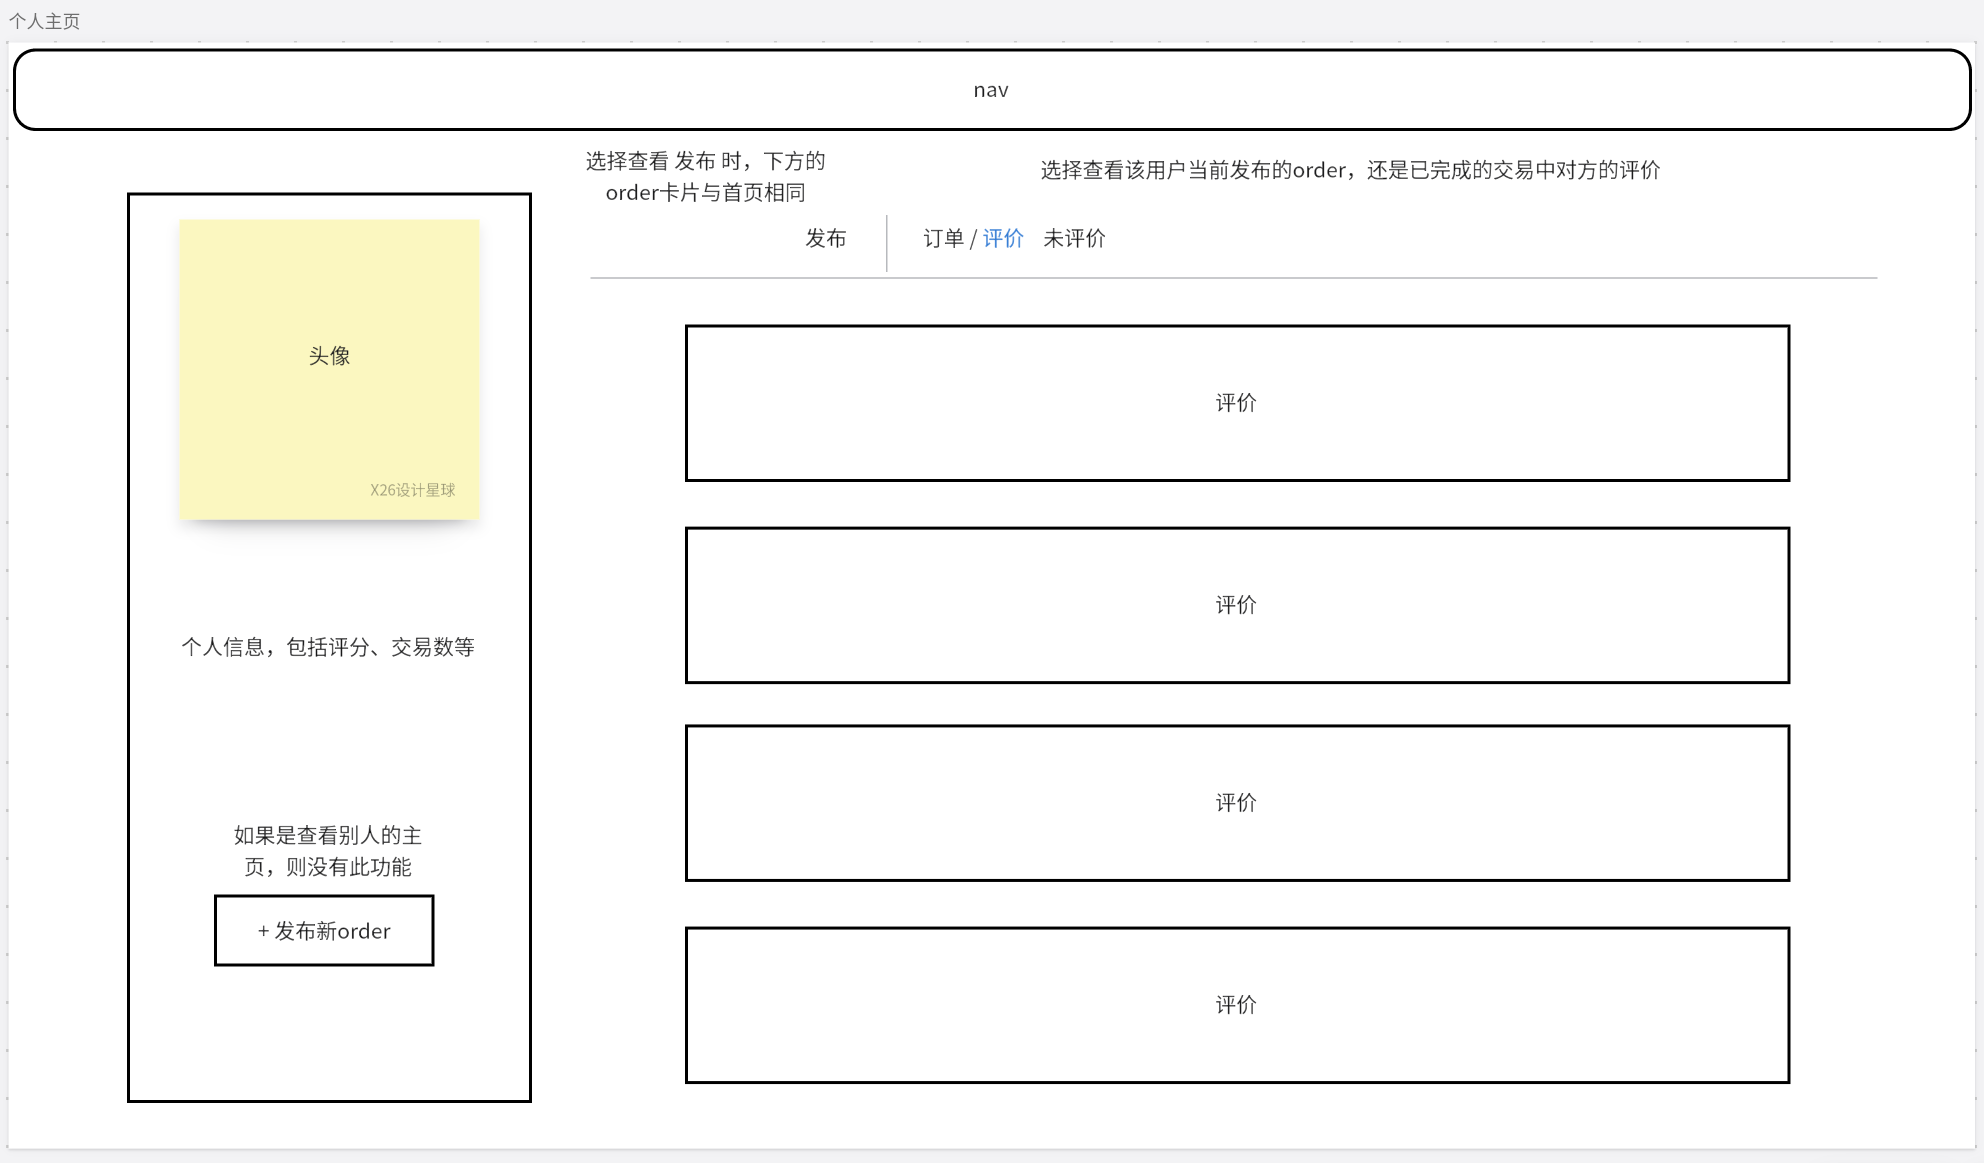 个人主页
nav
选择查看 发布 时，下方的
order卡片与首页相同
选择查看该用户当前发布的order，还是已完成的交易中对方的评价
发布
订单 / 评价 未评价
头像
X26设计星球
个人信息，包括评分、交易数等
如果是查看别人的主
页，则没有此功能
+ 发布新order
评价
评价
评价
评价